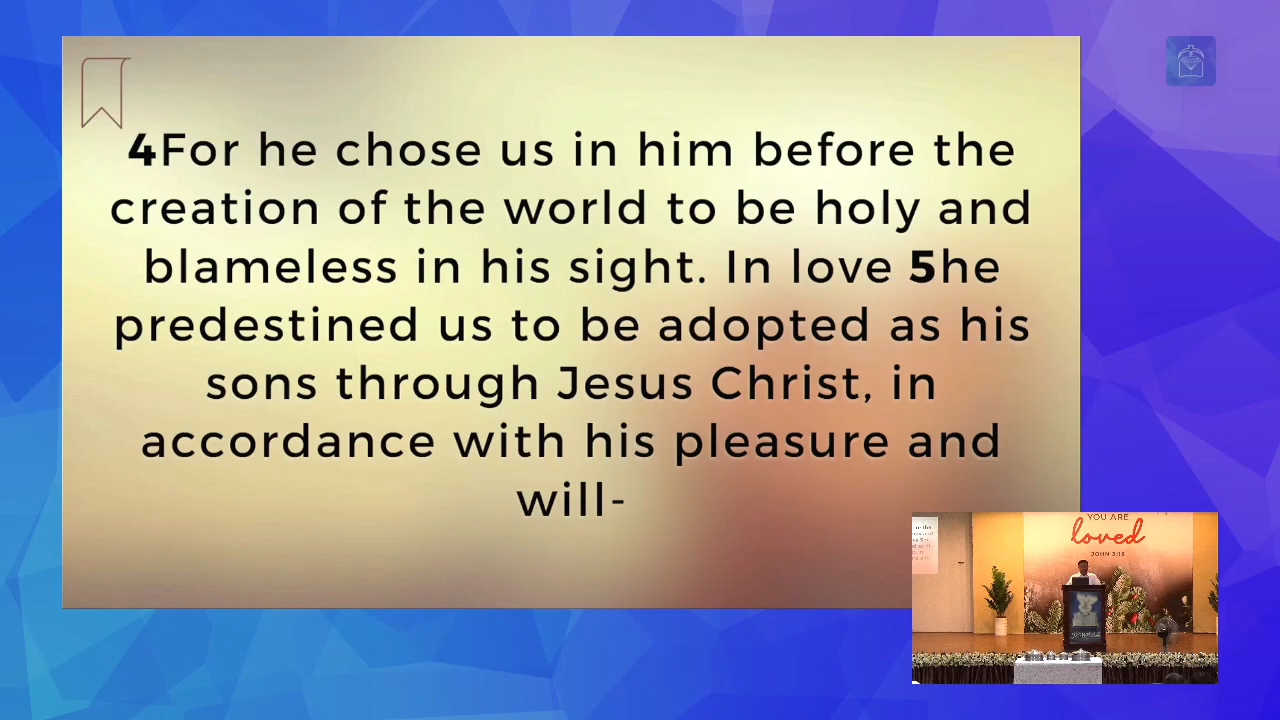 4For he chose us in him before the
creation of the world to be holy and
blameless in his sight. In love 5he
predestined us to be adopted as his
sons through Jesus Christ, in
accordance with his pleasure and
will-
YOU ARE
loved
JOHN 3:16